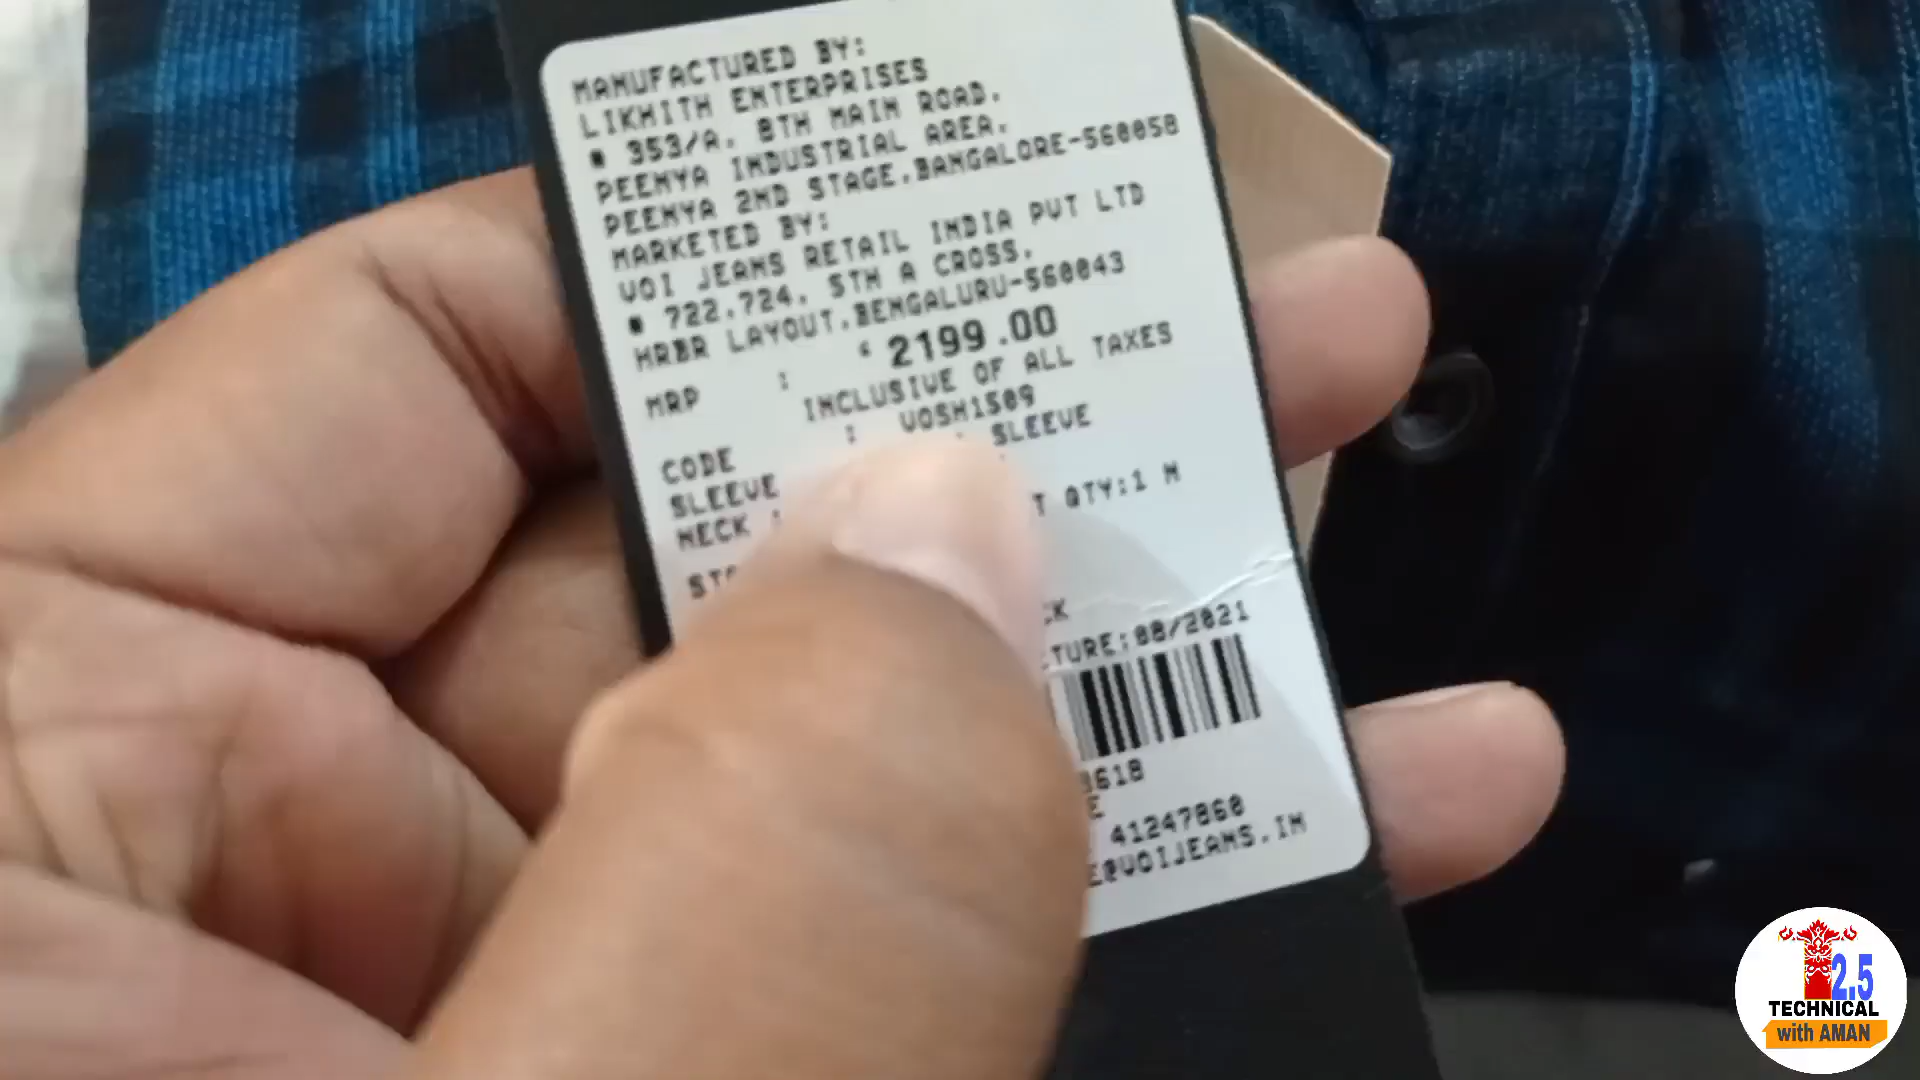 MANUFACTURED BY:
LIKHITH ENTERPRISES
# 353/A, 8TH MAIN ROAD,
PEENYA INDUSTRIAL AREA,
PEENYA 2ND STAGE,BANGALORE-560058
MARKETED BY:
VOI JEANS RETAIL INDIA PVT LTD
# 722,724, 5TH A CROSS,
HRBR LAYOUT,BENGALURU-560043
MRP : ₹ 2199.00
INCLUSIVE OF ALL TAXES
CODE : VOSH1509
SLEEVE : SLEEVE
NECK :
QTY:1 N
:08/2021
41247860
@VOIJEANS.IN
2.5
TECHNICAL
with AMAN